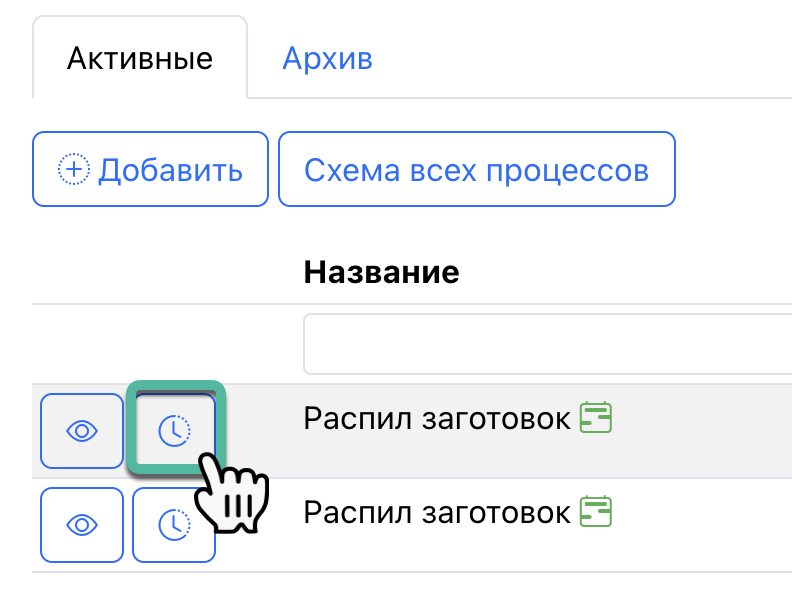 Активные Архив
Добавить Схема всех процессов
Название
Распил заготовок
Распил заготовок